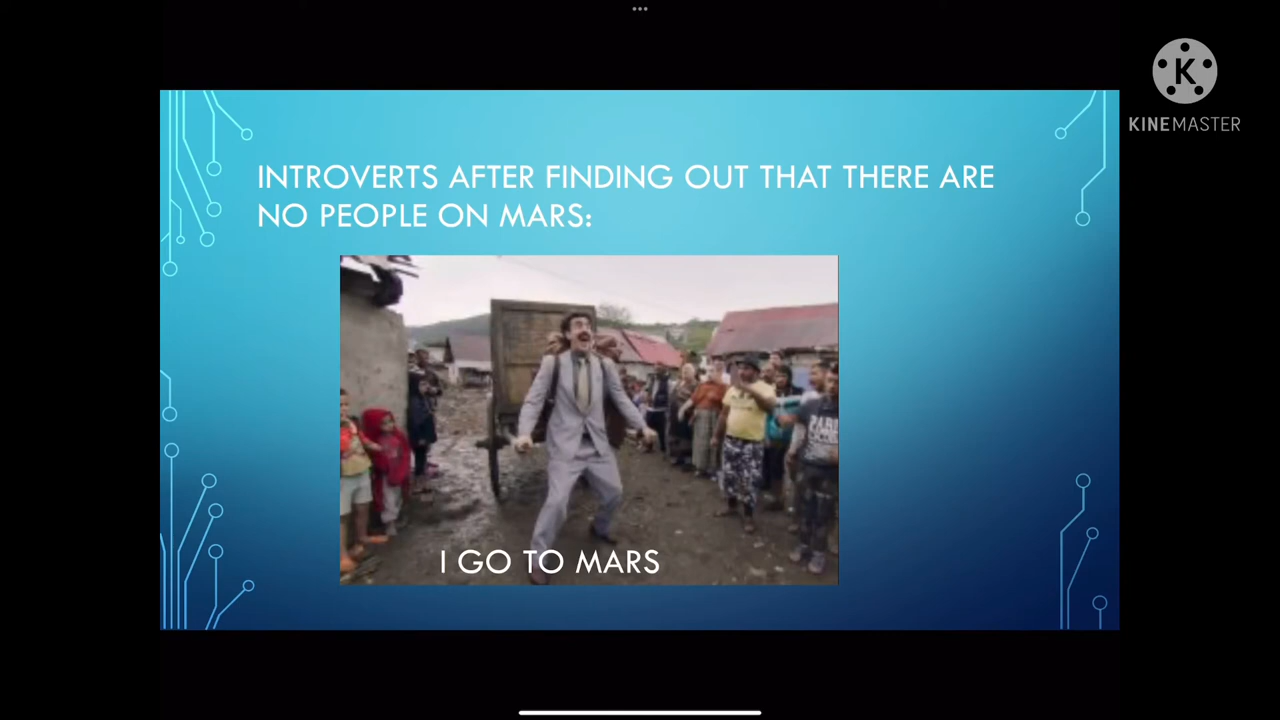 K
KINEMASTER
INTROVERTS AFTER FINDING OUT THAT THERE ARE
NO PEOPLE ON MARS:
I GO TO MARS